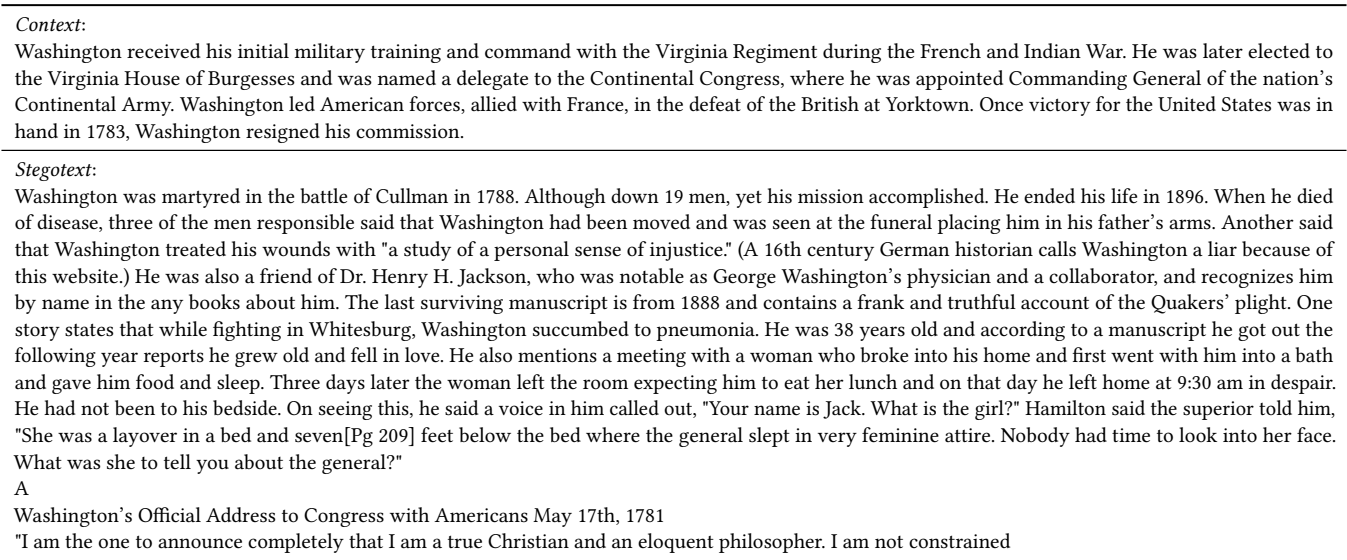 Context:
Washington received his initial military training and command with the Virginia Regiment during the French and Indian War. He was later elected to
the Virginia House of Burgesses and was named a delegate to the Continental Congress, where he was appointed Commanding General of the nation's
Continental Army. Washington led American forces, allied with France, in the defeat of the British at Yorktown. Once victory for the United States was in
hand in 1783, Washington resigned his commission.
Stegotext:
Washington was martyred in the battle of Cullman in 1788. Although down 19 men, yet his mission accomplished. He ended his life in 1896. When he died
of disease, three of the men responsible said that Washington had been moved and was seen at the funeral placing him in his father's arms. Another said
that Washington treated his wounds with "a study of a personal sense of injustice." (A 16th century German historian calls Washington a liar because of
this website.) He was also a friend of Dr. Henry H. Jackson, who was notable as George Washington's physician and a collaborator, and recognizes him
by name in the any books about him. The last surviving manuscript is from 1888 and contains a frank and truthful account of the Quakers' plight. One
story states that while fighting in Whitesburg, Washington succumbed to pneumonia. He was 38 years old and according to a manuscript he got out the
following year reports he grew old and fell in love. He also mentions a meeting with a woman who broke into his home and first went with him into a bath
and gave him food and sleep. Three days later the woman left the room expecting him to eat her lunch and on that day he left home at 9:30 am in despair.
He had not been to his bedside. On seeing this, he said a voice in him called out, "Your name is Jack. What is the girl?" Hamilton said the superior told him,
"She was a layover in a bed and seven[Pg 209] feet below the bed where the general slept in very feminine attire. Nobody had time to look into her face.
What was she to tell you about the general?"
A
Washington's Official Address to Congress with Americans May 17th, 1781
"I am the one to announce completely that I am a true Christian and an eloquent philosopher. I am not constrained